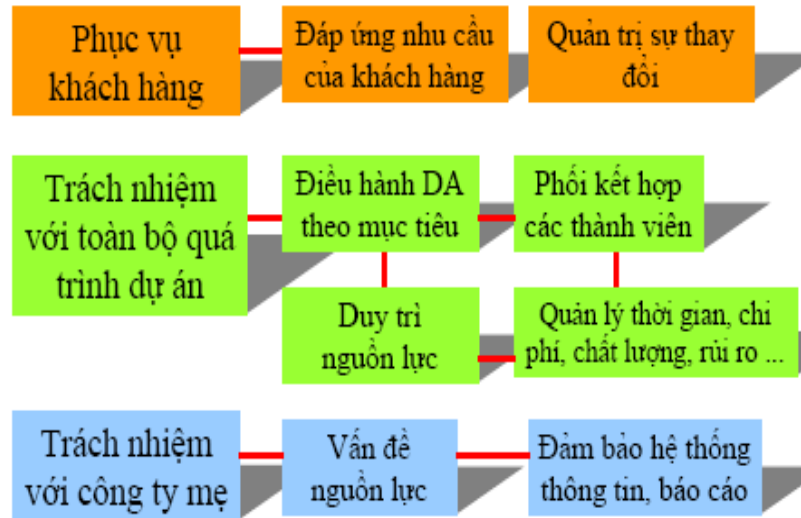 Phục vụ
khách hàng
Đáp ứng nhu cầu
của khách hàng
Quản trị sự thay
đổi
Trách nhiệm
với toàn bộ quá
trình dự án
Điều hành DA
theo mục tiêu
Phối kết hợp
các thành viên
Duy trì
nguồn lực
Quản lý thời gian, chi
phí, chất lượng, rủi ro ...
Trách nhiệm
với công ty mẹ
Vấn đề
nguồn lực
Đảm bảo hệ thống
thông tin, báo cáo